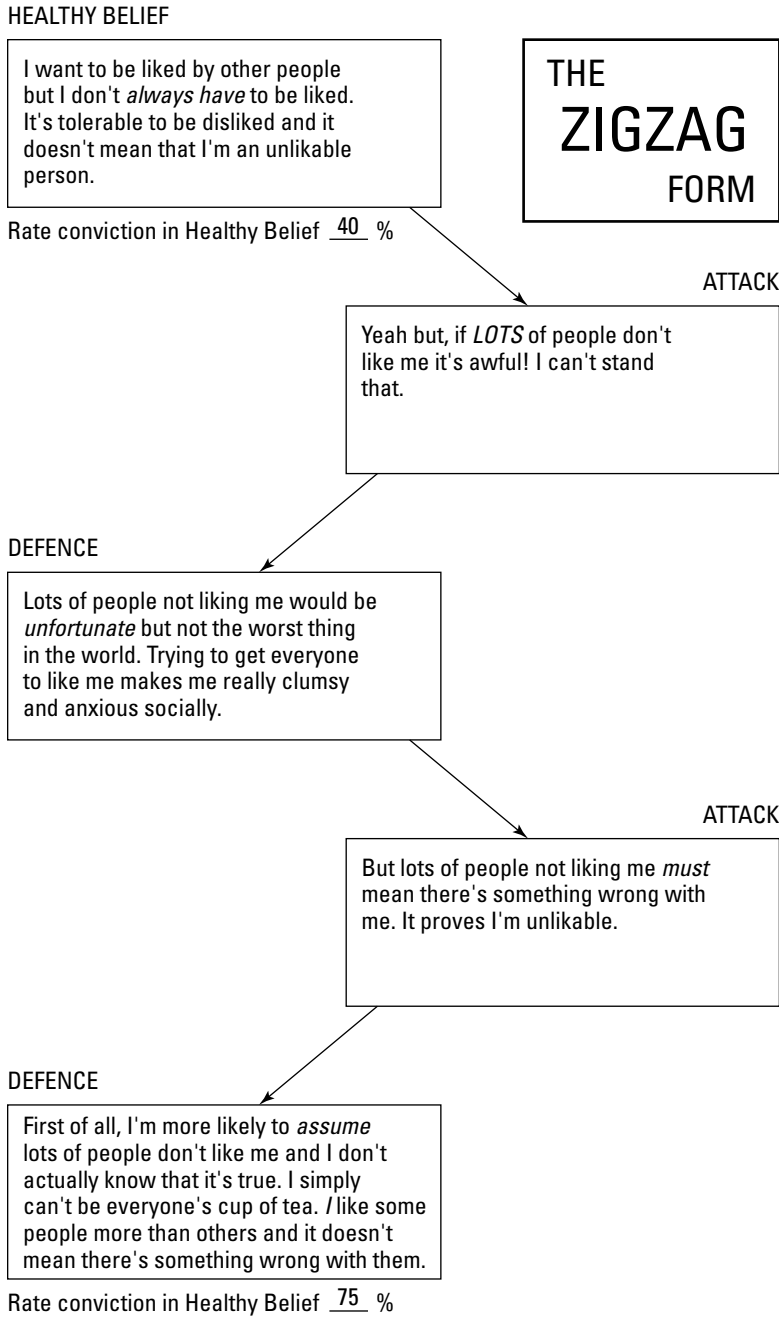 HEALTHY BELIEF
I want to be liked by other people
but I don't always have to be liked.
It's tolerable to be disliked and it
doesn't mean that I'm an unlikable
person.
Rate conviction in Healthy Belief 40 %
THE
ZIGZAG
FORM
ATTACK
Yeah but, if LOTS of people don't
like me it's awful! I can't stand
that.
DEFENCE
Lots of people not liking me would be
unfortunate but not the worst thing
in the world. Trying to get everyone
to like me makes me really clumsy
and anxious socially.
ATTACK
But lots of people not liking me must
mean there's something wrong with
me. It proves I'm unlikable.
DEFENCE
First of all, I'm more likely to assume
lots of people don't like me and I don't
actually know that it's true. I simply
can't be everyone's cup of tea. I like some
people more than others and it doesn't
mean there's something wrong with them.
Rate conviction in Healthy Belief 75 %